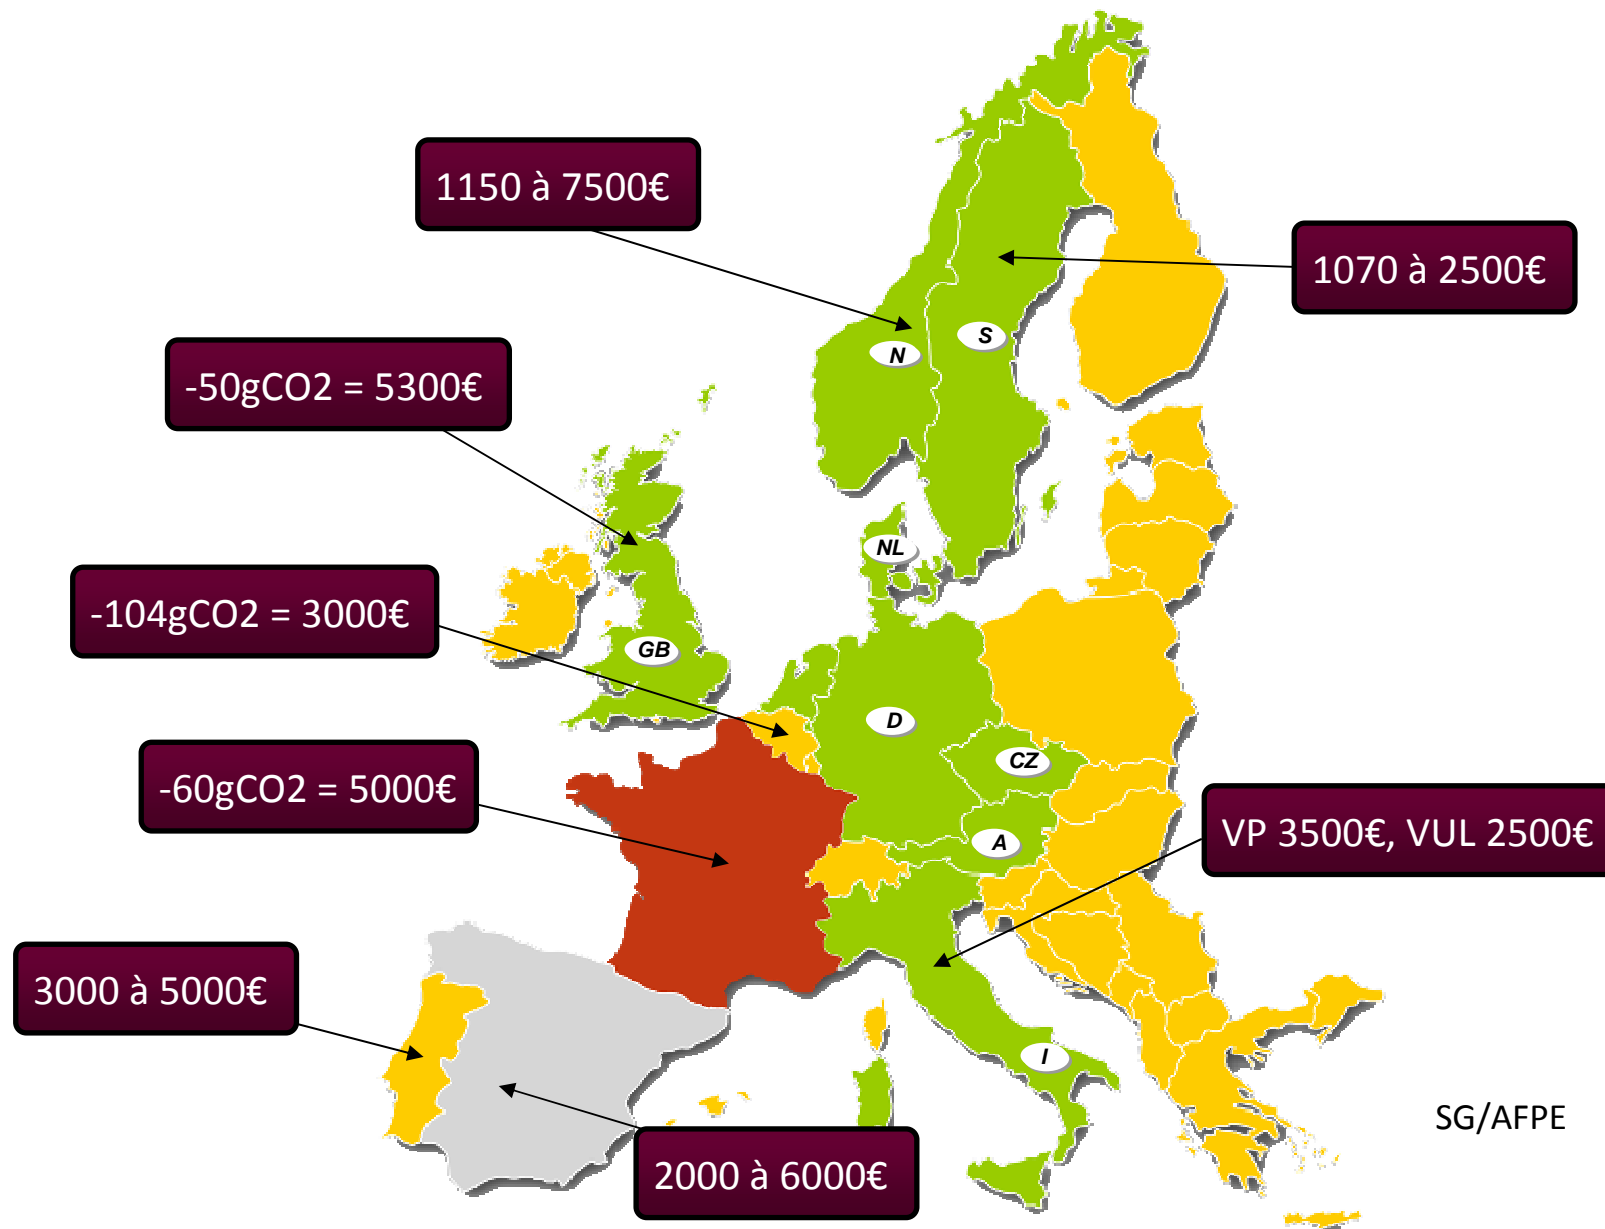 1150 à 7500€
1070 à 2500€
S
N
-50gCO2 = 5300€
NL
-104gCO2 = 3000€
GB
D
CZ
-60gCO2 = 5000€
VP 3500€, VUL 2500€
A
3000 à 5000€
I
SG/AFPE
2000 à 6000€